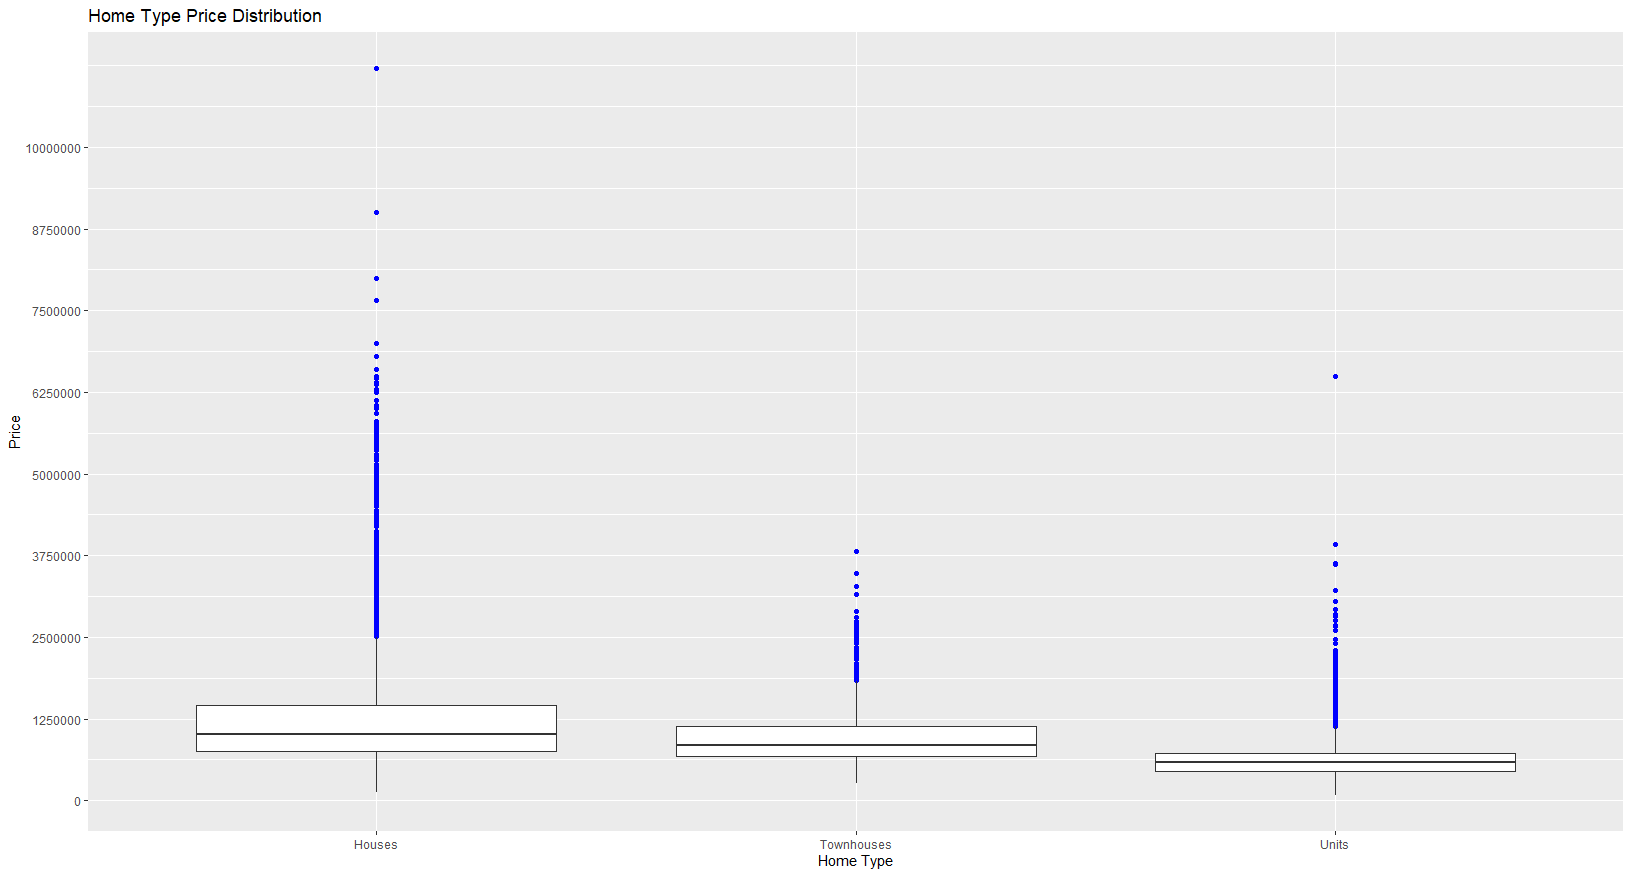 Home Type Price Distribution
10000000
8750000
7500000
6250000
5000000
3750000
2500000
1250000
0
Price
Houses Townhouses Units
Home Type